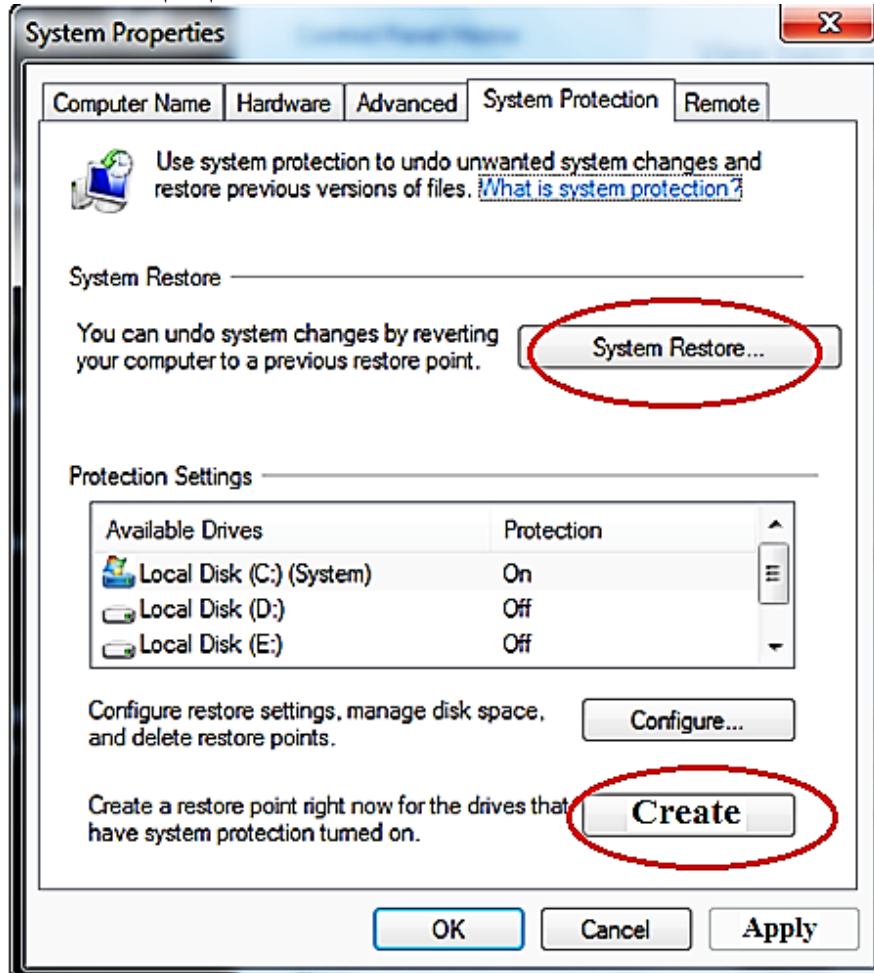 System Properties
Computer Name Hardware Advanced System Protection Remote
Use system protection to undo unwanted system changes and
restore previous versions of files. What is system protection?
System Restore
You can undo system changes by reverting
your computer to a previous restore point.
System Restore...
Protection Settings
Available Drives Protection
Local Disk (C:) (System) On
Local Disk (D:) Off
Local Disk (E:) Off
Configure restore settings, manage disk space,
and delete restore points.
Configure...
Create a restore point right now for the drives that
have system protection turned on.
Create
OK Cancel Apply